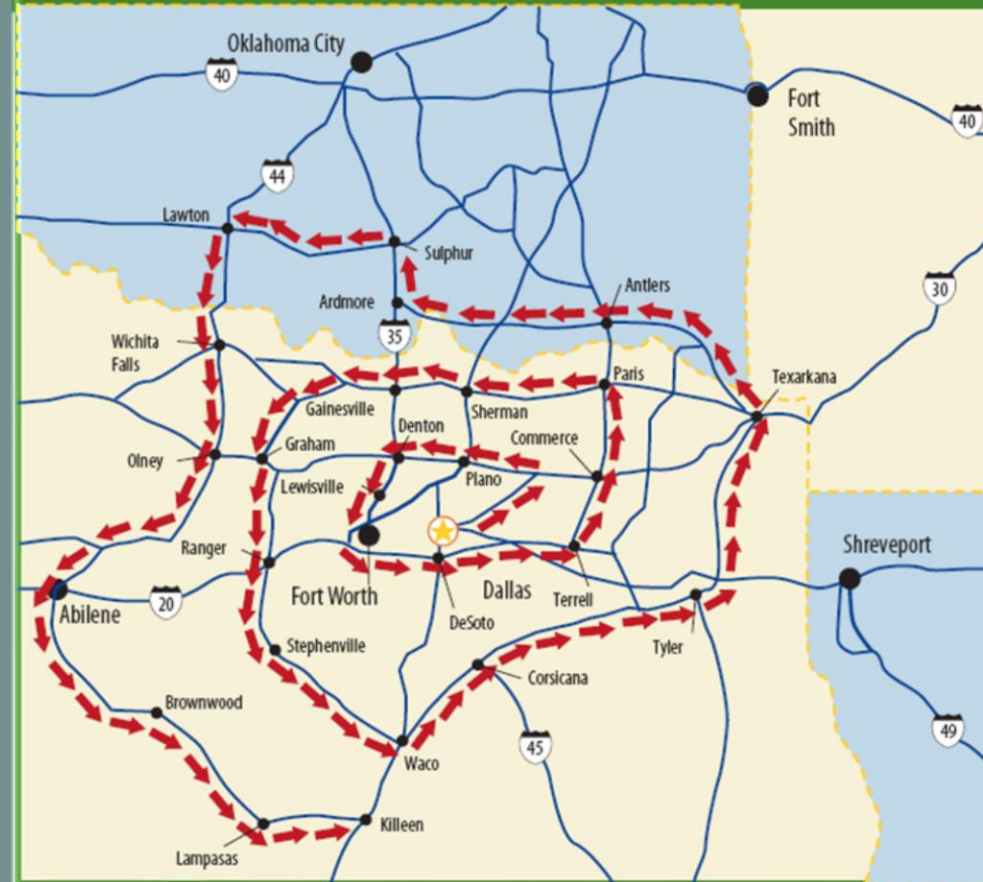 Oklahoma City
40
Fort
Smith
40
44
Lawton
Sulphur
Antlers
30
Ardmore
35
Wichita
Falls
Paris
Texarkana
Gainesville
Sherman
Denton
Commerce
Graham
Olney
Plano
Lewisville
Shreveport
Ranger
Fort Worth
Dallas
Terrell
20
Abilene
DeSoto
Stephenville
Tyler
Corsicana
Brownwood
49
45
Waco
Killeen
Lampasas